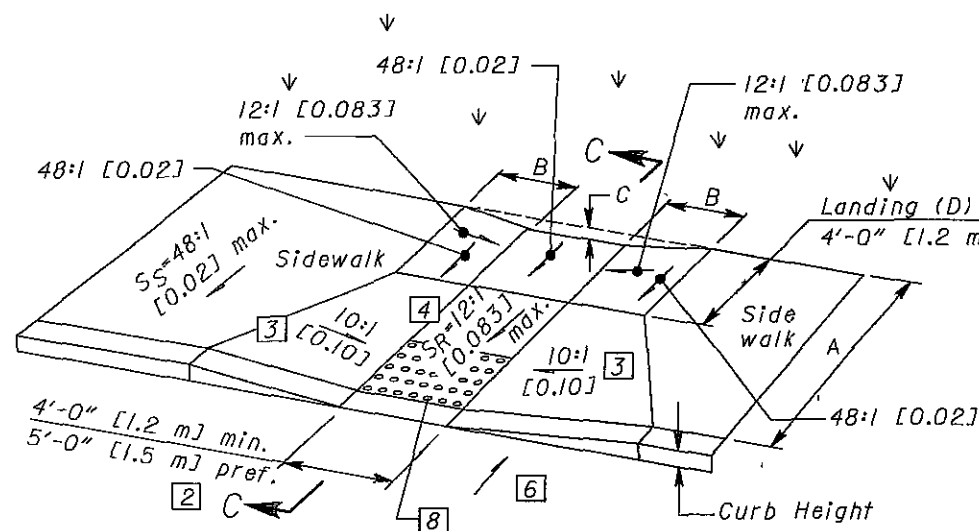 48:1 [0.02]
12:1 [0.083]
max.
12:1 [0.083]
max.
48:1 [0.02]
C
B
C
B
Landing (D)
4'-0" [1.2 m
SS=48:1
[0.02] max.
Sidewalk
4
SR=12:1
[0.083]
max.
3
10:1
[0.10]
10:1
[0.10]
3
Side
walk
A
48:1 [0.02]
4'-0" [1.2 m] min.
5'-0" [1.5 m] pref.
2
C
8
6
Curb Height